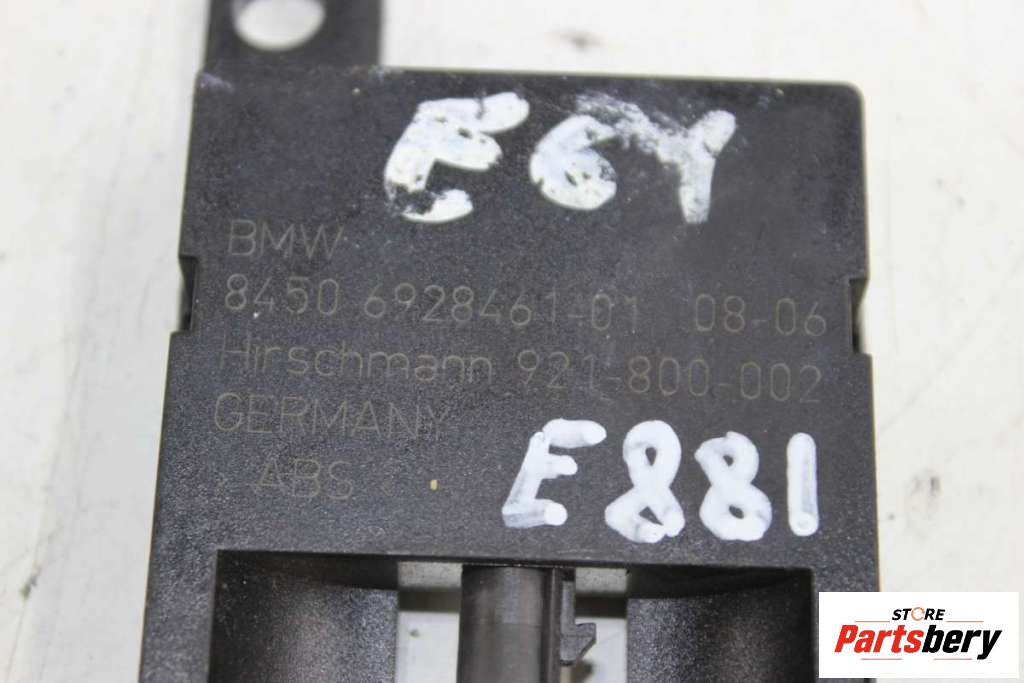 E64
BMW
8450 6928461-01 08-06
Hirschmann 921-800-002
GERMANY
ABS
E881
STORE
Partsbery